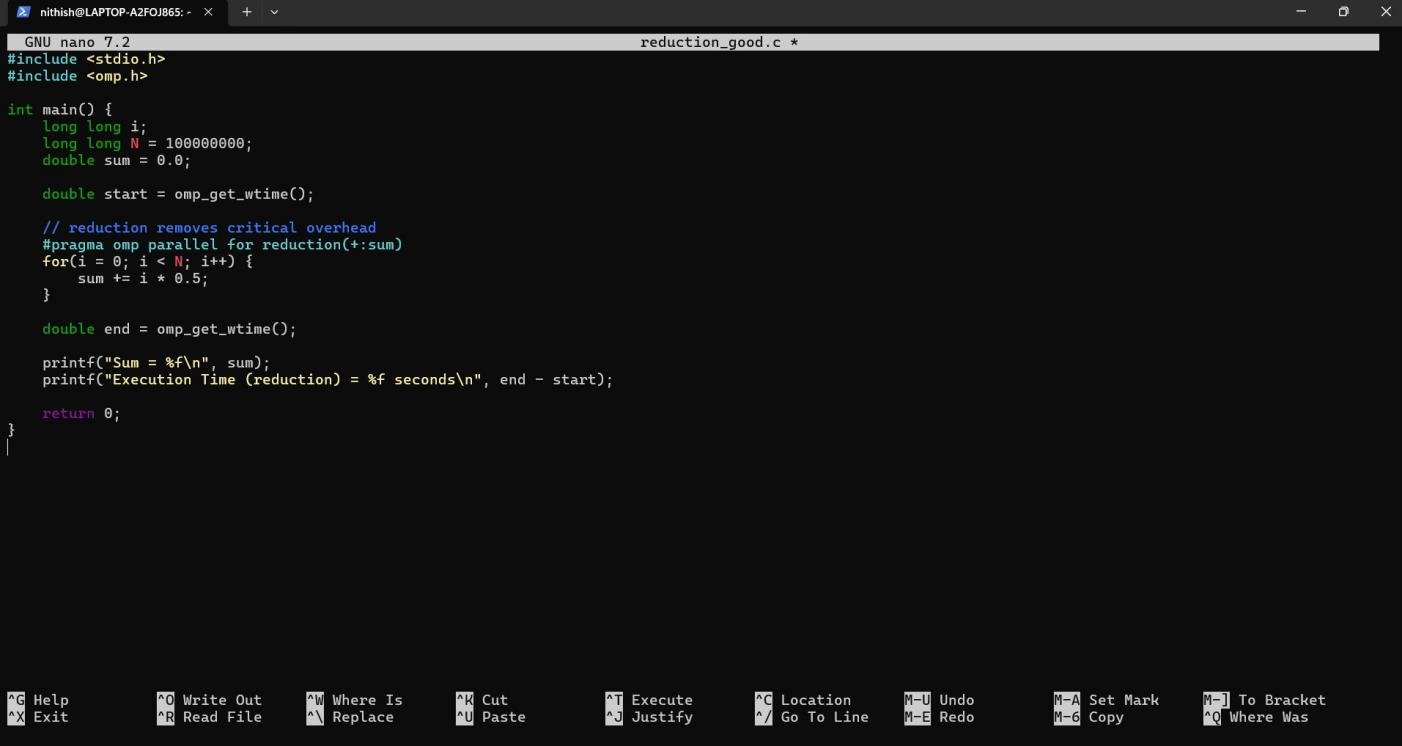 nithish@LAPTOP-A2FOJ865: ~
GNU nano 7.2 reduction_good.c *
#include <stdio.h>
#include <omp.h>
int main() {
    long long i;
    long long N = 100000000;
    double sum = 0.0;
    double start = omp_get_wtime();
    // reduction removes critical overhead
    #pragma omp parallel for reduction(+:sum)
    for(i = 0; i < N; i++) {
        sum += i * 0.5;
    }
    double end = omp_get_wtime();
    printf("Sum = %f\n", sum);
    printf("Execution Time (reduction) = %f seconds\n", end - start);
    return 0;
}
^G Help ^O Write Out ^W Where Is ^K Cut ^T Execute ^C Location M-U Undo M-A Set Mark M-] To Bracket
^X Exit ^R Read File ^\ Replace ^U Paste ^J Justify ^/ Go To Line M-E Redo M-6 Copy ^Q Where Was